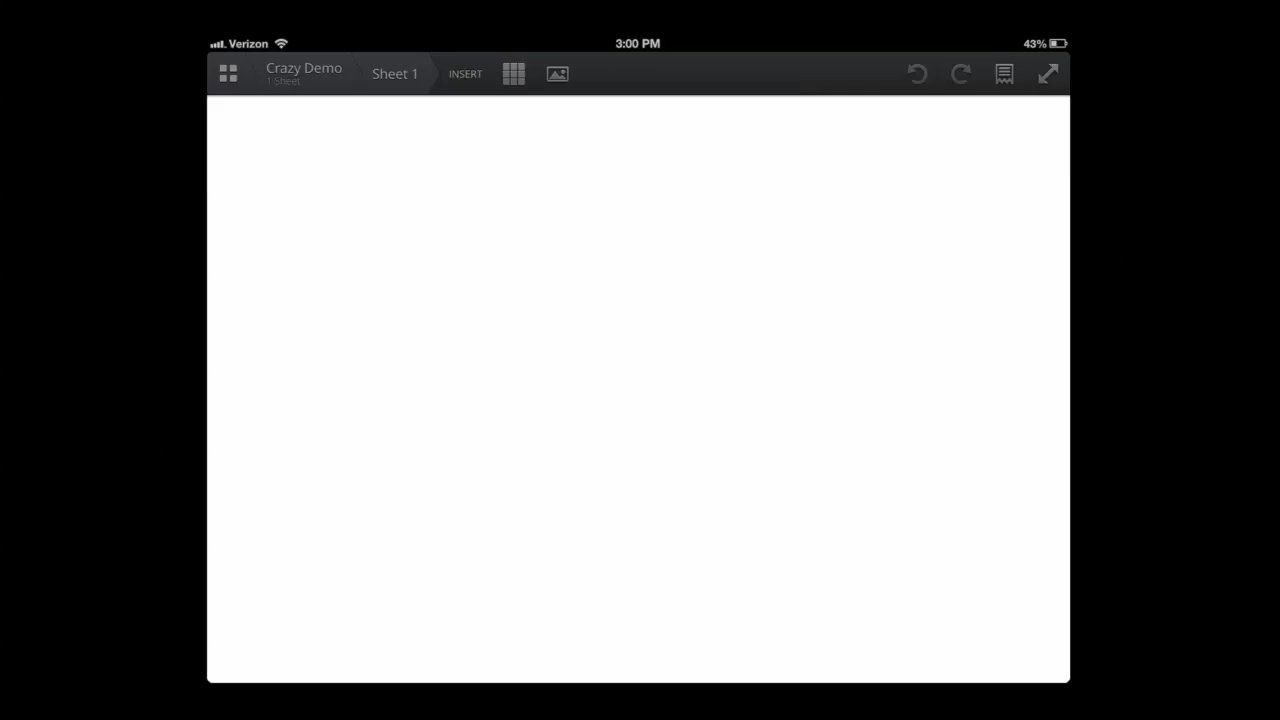 Verizon
3:00 PM
43%
Crazy Demo
1 Sheet
Sheet 1
INSERT